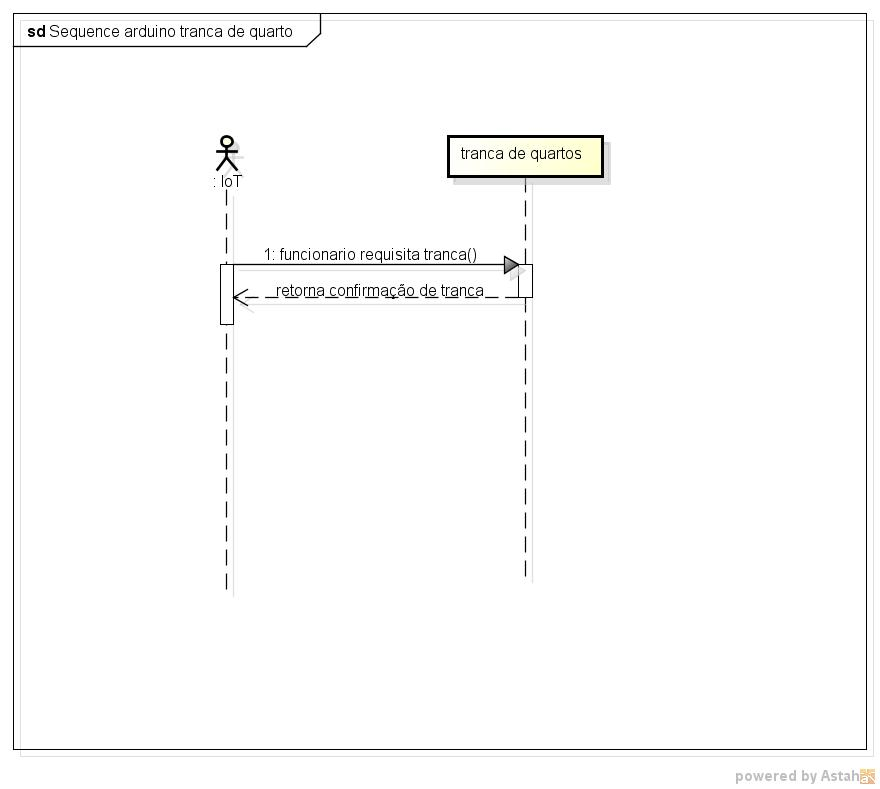 sd Sequence arduino tranca de quarto
: IoT
tranca de quartos
1: funcionario requisita tranca()
retorna confirmação de tranca
powered by Astah